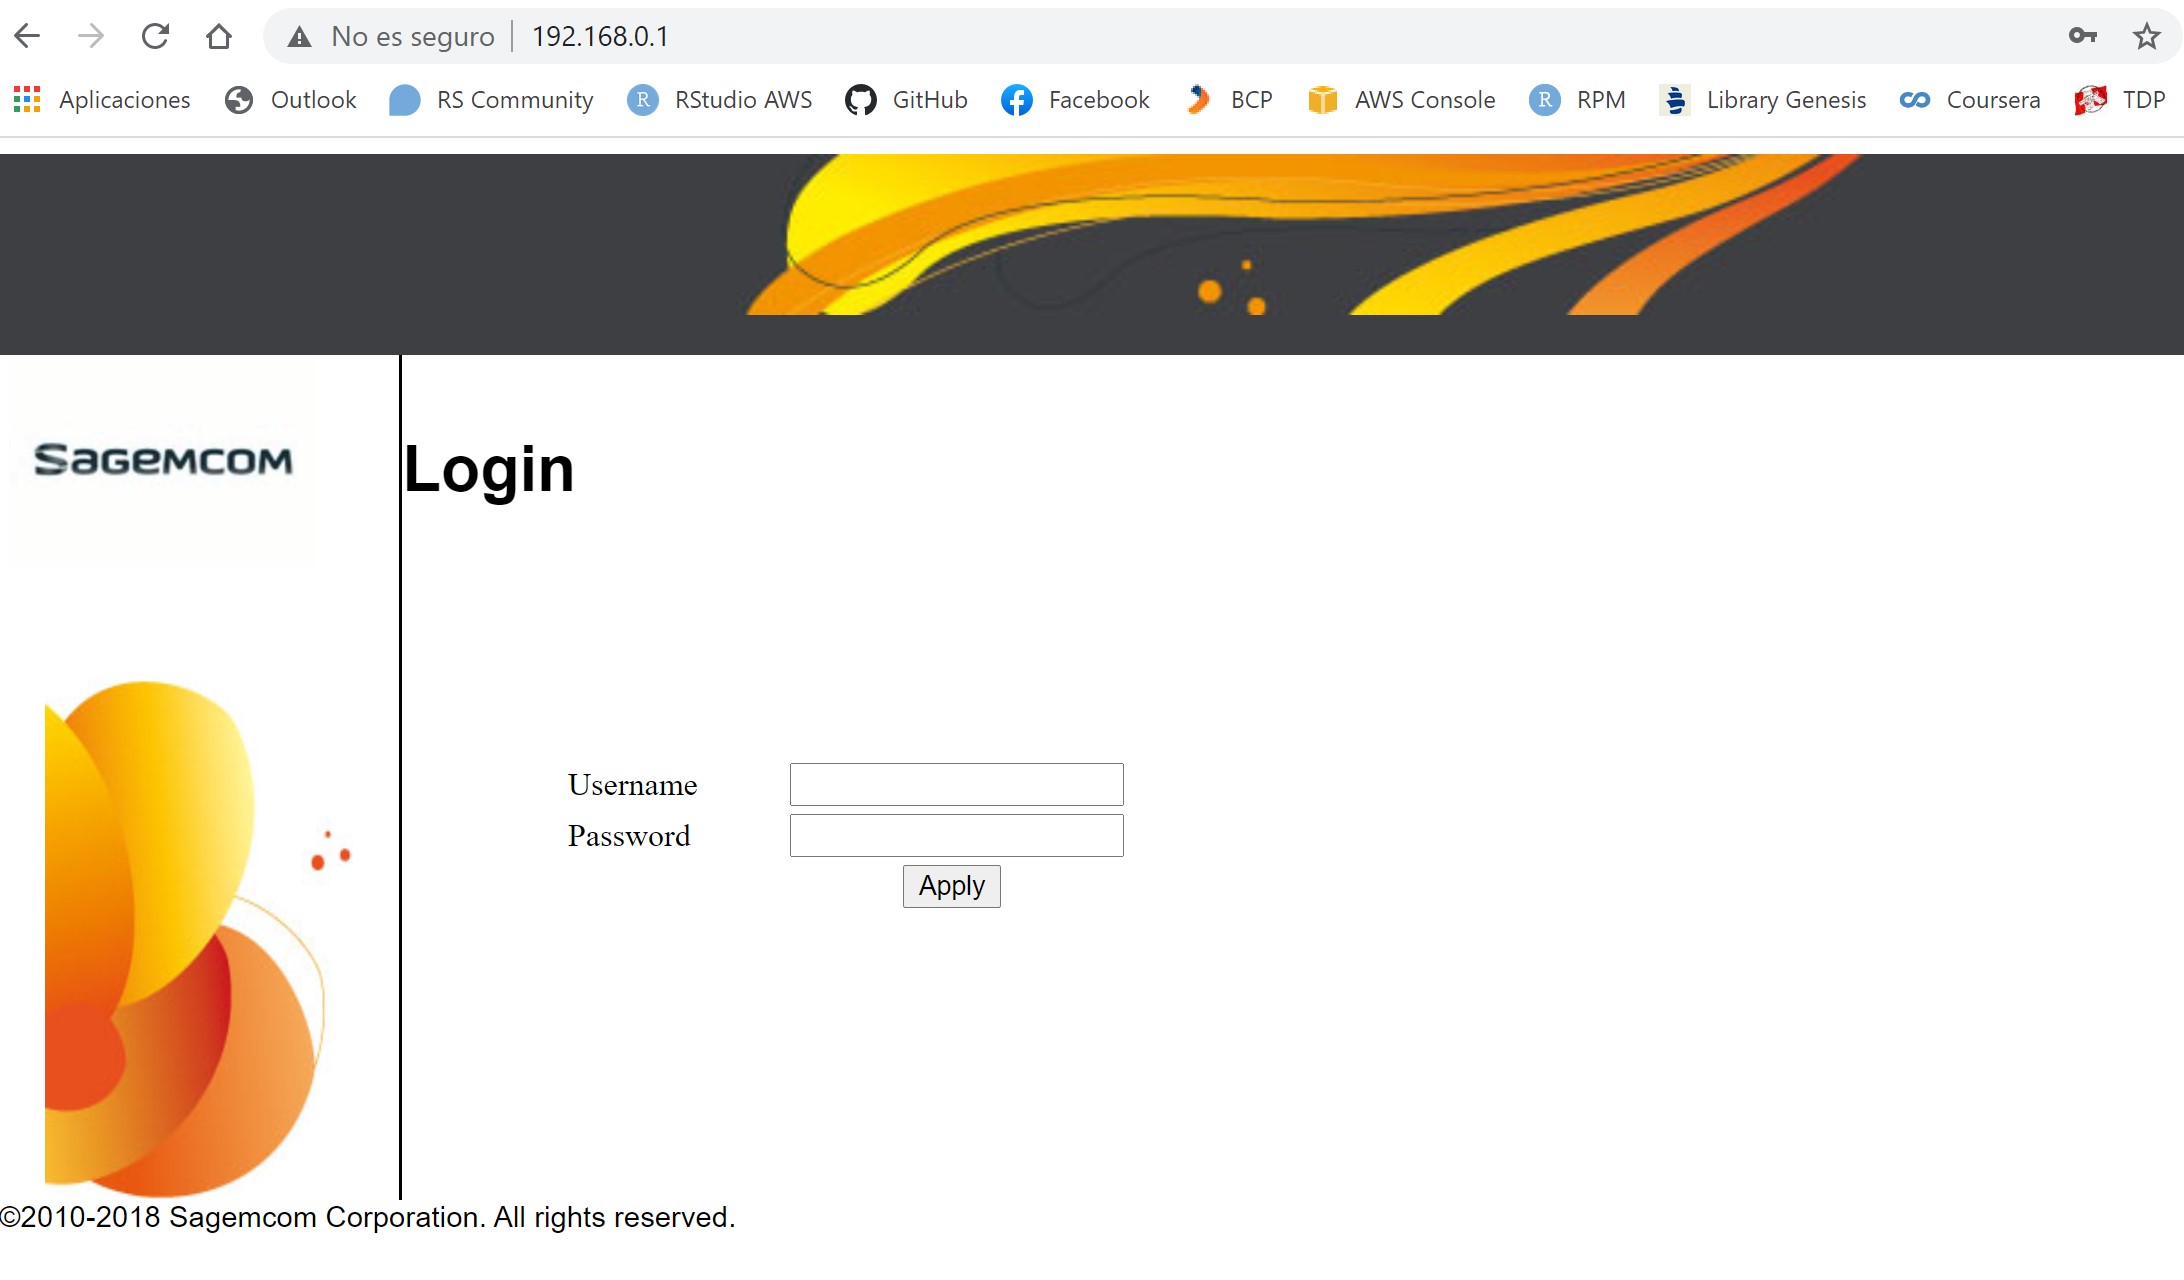 No es seguro 192.168.0.1
Aplicaciones Outlook RS Community R RStudio AWS GitHub Facebook BCP AWS Console R RPM Library Genesis Coursera TDP
Sagemcom
Login
Username
Password
Apply
©2010-2018 Sagemcom Corporation. All rights reserved.